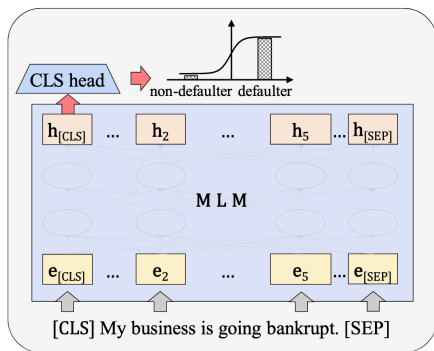 CLS head
non-defaulter defaulter
h[CLS] ... h2 ... h5 ... h[SEP]
M L M
e[CLS] ... e2 ... e5 ... e[SEP]
[CLS] My business is going bankrupt. [SEP]